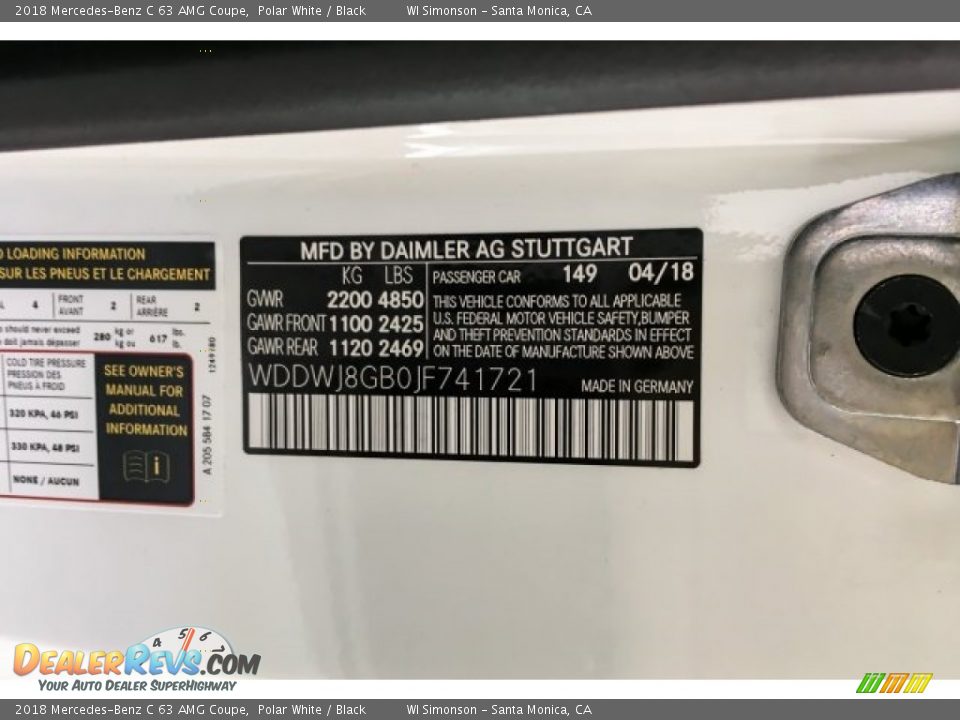 2018 Mercedes-Benz C 63 AMG Coupe, Polar White / Black WI Simonson - Santa Monica, CA
LOADING INFORMATION
SUR LES PNEUS ET LE CHARGEMENT
4 FRONT AVANT 2 REAR ARRIÈRE 2
should never exceed 280 kg or 617 lbs.
doit jamais dépasser kg ou lb.
COLD TIRE PRESSURE
PRESSION DES
PNEUS À FROID
320 KPA, 46 PSI
330 KPA, 48 PSI
NONE / AUCUN
SEE OWNER'S
MANUAL FOR
ADDITIONAL
INFORMATION
A 205 584 17 07
MFD BY DAIMLER AG STUTTGART
KG LBS
GWR 2200 4850
GAWR FRONT 1100 2425
GAWR REAR 1120 2469
PASSENGER CAR 149 04/18
THIS VEHICLE CONFORMS TO ALL APPLICABLE
U.S. FEDERAL MOTOR VEHICLE SAFETY,BUMPER
AND THEFT PREVENTION STANDARDS IN EFFECT
ON THE DATE OF MANUFACTURE SHOWN ABOVE
WDDWJ8GB0JF741721
MADE IN GERMANY
4 5 6 7
DEALERREVS.COM
YOUR AUTO DEALER SUPERHIGHWAY
2018 Mercedes-Benz C 63 AMG Coupe, Polar White / Black WI Simonson - Santa Monica, CA